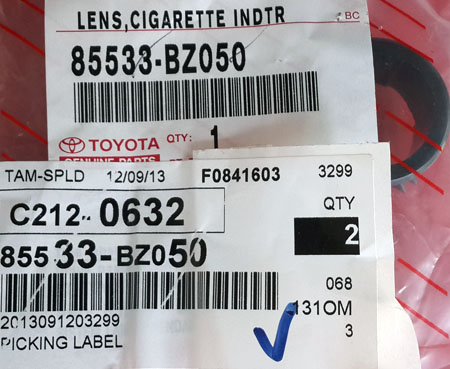 LENS,CIGARETTE INDTR
BC
85533-BZ050
TOYOTA QTY: 1
GENUINE PARTS
TAM-SPLD 12/09/13 F0841603 3299
C212- 0632 QTY
2
85533-BZ050
068
131OM
2013091203299 3
PICKING LABEL